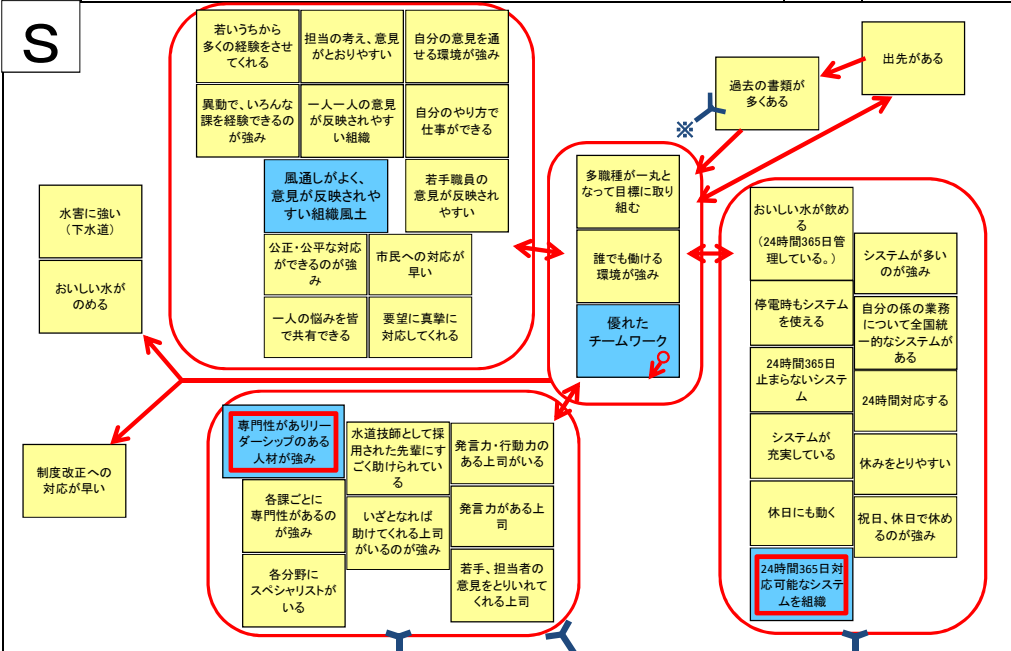 S
若いうちから
多くの経験をさせ
てくれる
担当の考え、意見
がとおりやすい
自分の意見を通
せる環境が強み
異動で、いろんな
課を経験できるの
が強み
一人一人の意見
が反映されやす
い組織
自分のやり方で
仕事ができる
風通しがよく、
意見が反映されや
すい組織風土
若手職員の
意見が反映され
やすい
公正・公平な対応
ができるのが強
み
市民への対応が
早い
一人の悩みを皆
で共有できる
要望に真摯に
対応してくれる
水害に強い
（下水道）
おいしい水が
のめる
制度改正への
対応が早い
過去の書類が
多くある
※
出先がある
多職種が一丸と
なって目標に取り
組む
誰でも働ける
環境が強み
優れた
チームワーク
おいしい水が飲め
る
（24時間365日管
理している。）
システムが多い
のが強み
停電時もシステム
を使える
自分の係の業務
について全国統
一的なシステムが
ある
24時間365日
止まらないシステ
ム
24時間対応する
システムが
充実している
休みをとりやすい
休日にも動く
祝日、休日で休め
るのが強み
24時間365日対
応可能なシステ
ムを組織
専門性がありリー
ダーシップのある
人材が強み
水道技師として採
用された先輩にす
ごく助けられてい
る
発言力・行動力の
ある上司がいる
各課ごとに
専門性があるの
が強み
いざとなれば
助けてくれる上司
がいるのが強み
発言力がある上
司
各分野に
スペシャリストが
いる
若手、担当者の
意見をとりいれて
くれる上司